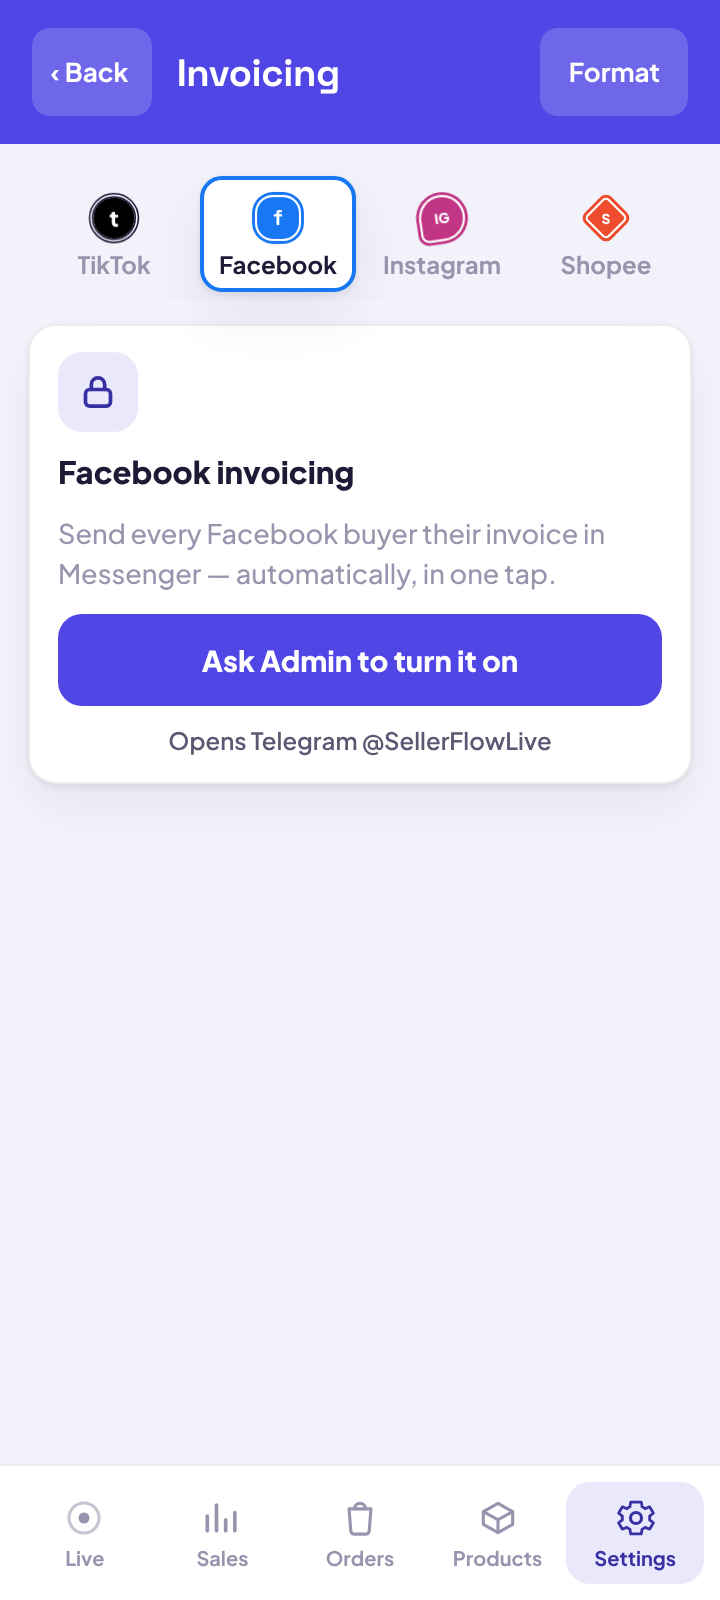 ‹ Back
Invoicing
Format
t
f
IG
S
TikTok
Facebook
Instagram
Shopee
Facebook invoicing
Send every Facebook buyer their invoice in
Messenger — automatically, in one tap.
Ask Admin to turn it on
Opens Telegram @SellerFlowLive
Live
Sales
Orders
Products
Settings